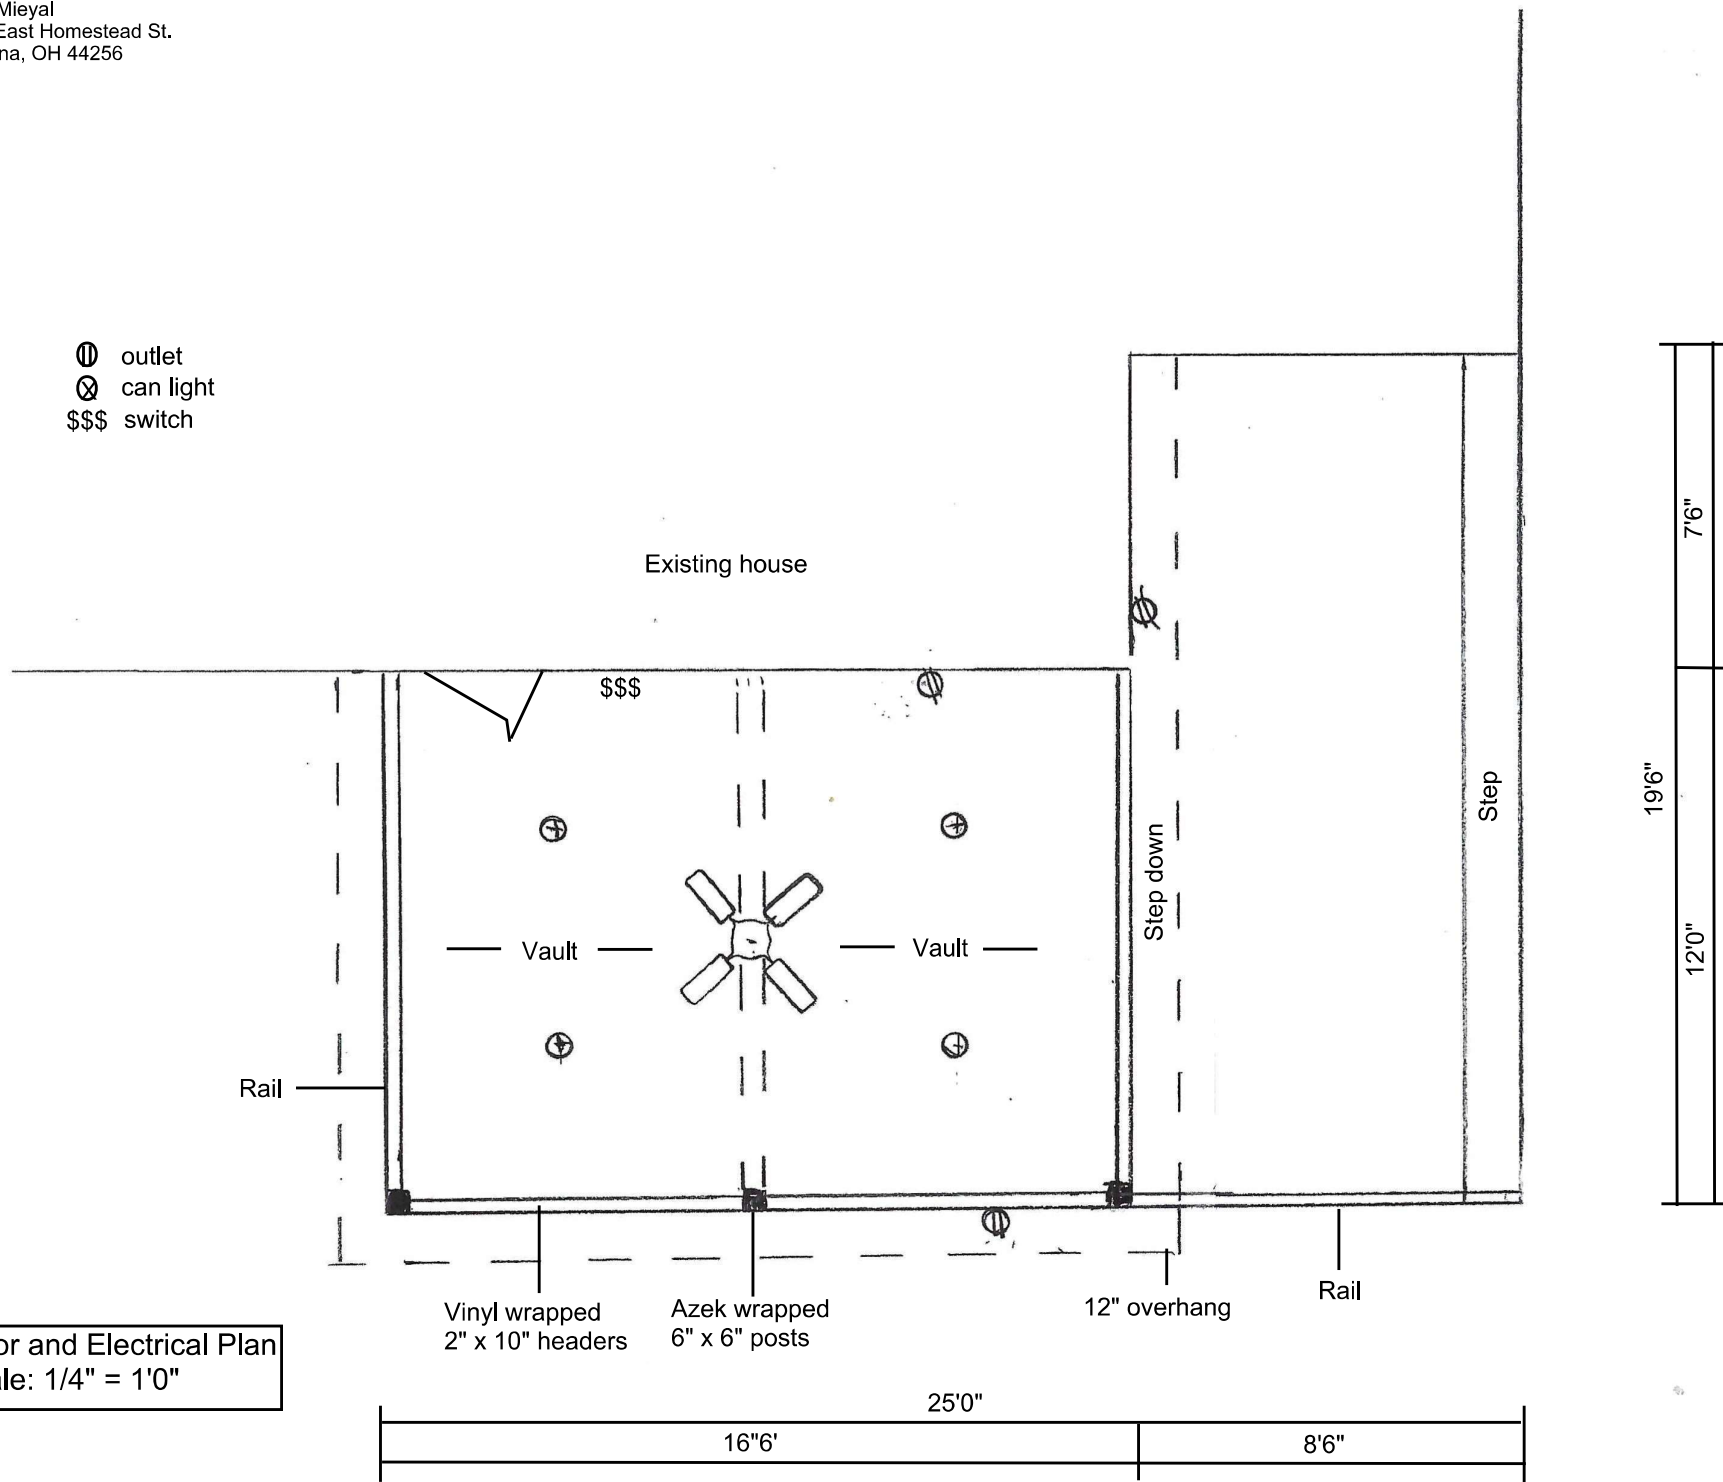 Mieyal
East Homestead St.
na, OH 44256
outlet
can light
$$$ switch
Existing house
$$$
7'6"
19'6"
Step
Step down
12'0"
Vault
Vault
Rail
Rail
Vinyl wrapped
2" x 10" headers
Azek wrapped
6" x 6" posts
12" overhang
or and Electrical Plan
ale: 1/4" = 1'0"
25'0"
16"6'
8'6"